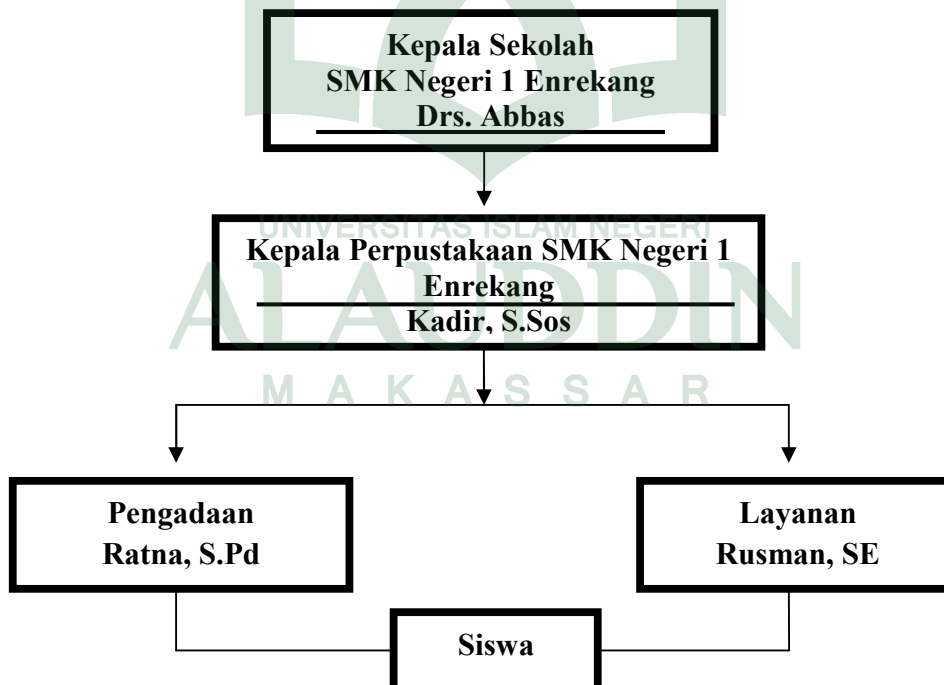 Kepala Sekolah
SMK Negeri 1 Enrekang
Drs. Abbas
UNIVERSITAS ISLAM NEGERI
Kepala Perpustakaan SMK Negeri 1
Enrekang
Kadir, S.Sos
ALAUDDIN
MAKASSAR
Pengadaan
Ratna, S.Pd
Layanan
Rusman, SE
Siswa